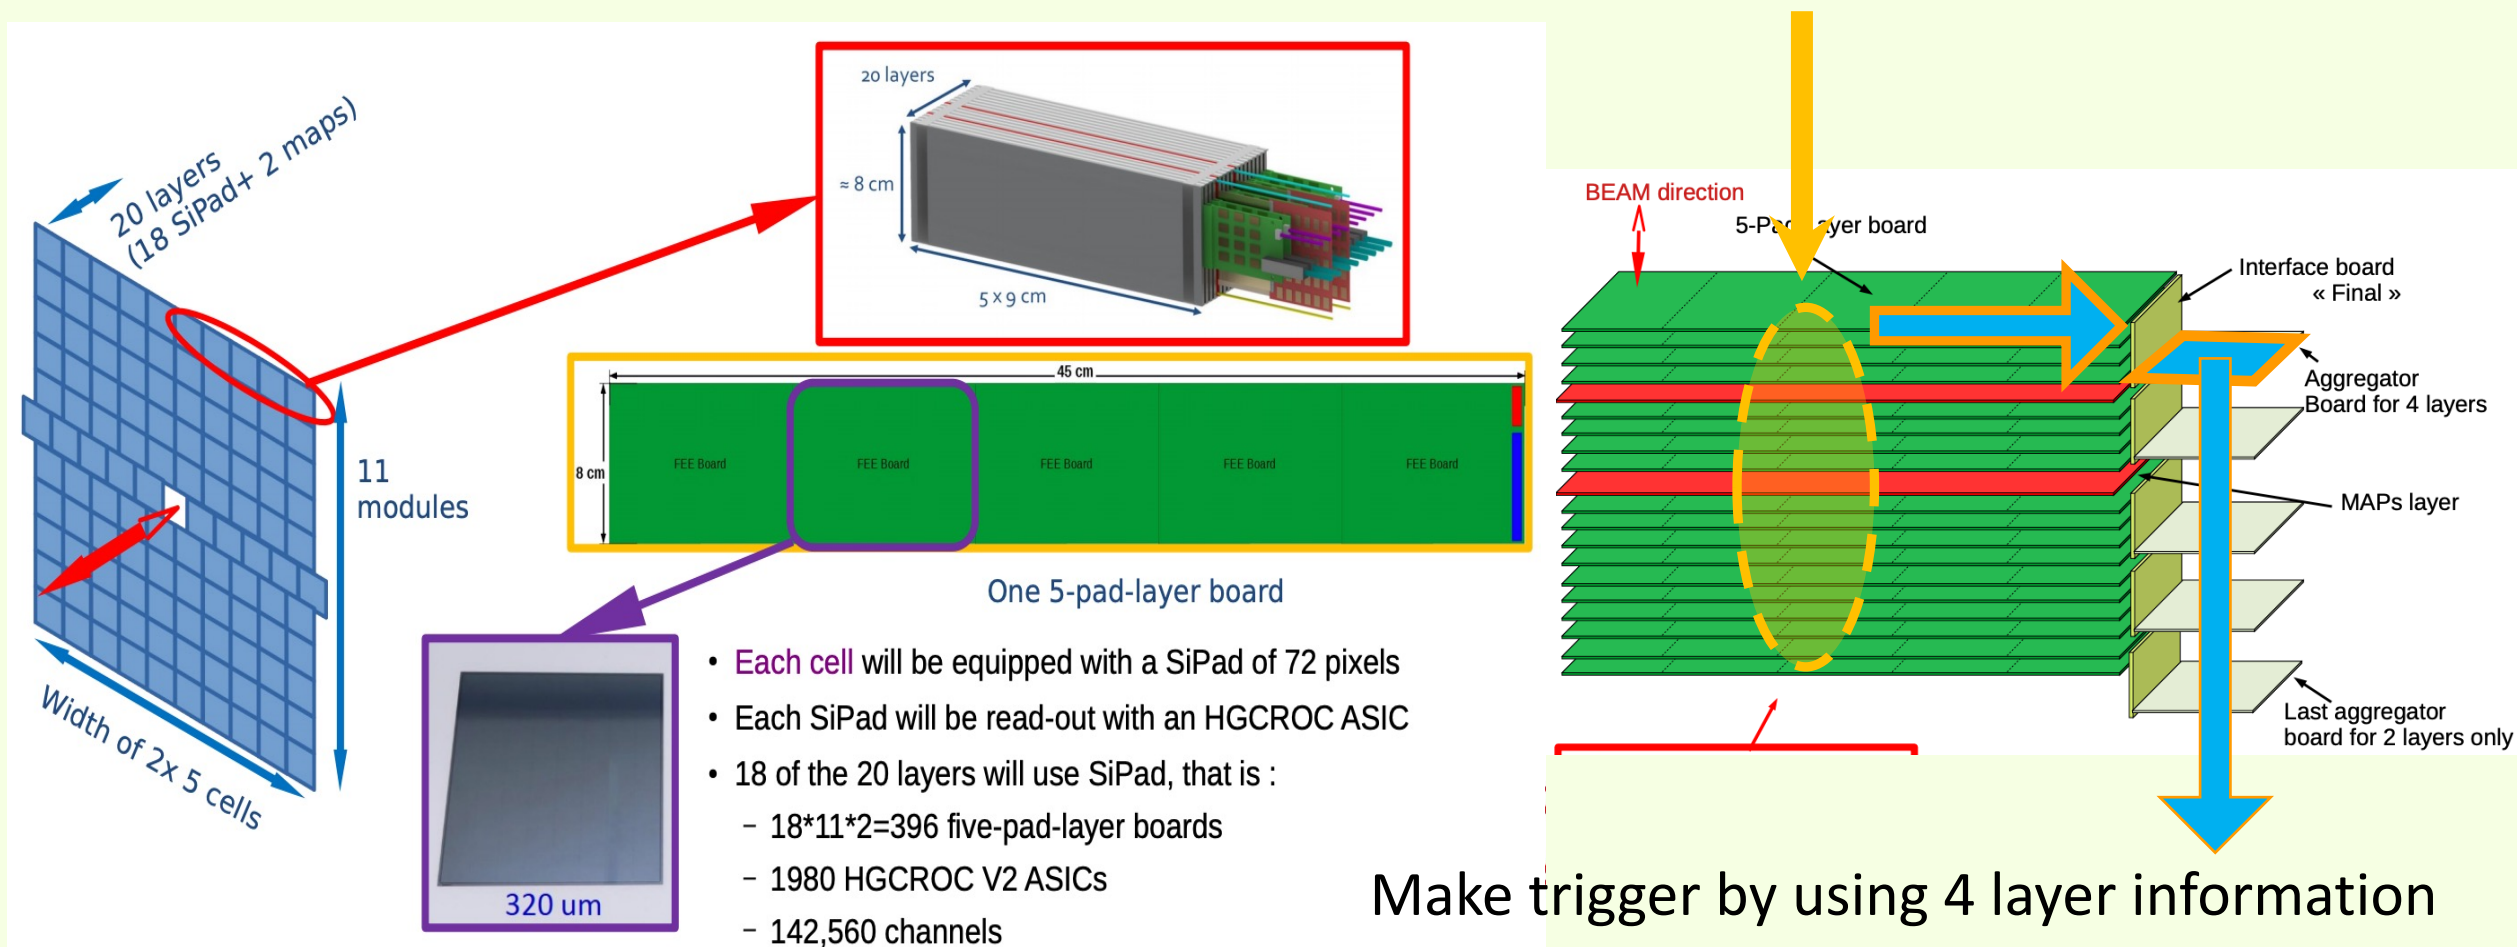 20 layers
(18 SiPad+ 2 maps)
11
modules
Width of 2x 5 cells
20 layers
≈ 8 cm
5 x 9 cm
45 cm
8 cm
FEE Board
FEE Board
FEE Board
FEE Board
FEE Board
One 5-pad-layer board
320 um
• Each cell will be equipped with a SiPad of 72 pixels
• Each SiPad will be read-out with an HGCROC ASIC
• 18 of the 20 layers will use SiPad, that is :
– 18*11*2=396 five-pad-layer boards
– 1980 HGCROC V2 ASICs
– 142,560 channels
BEAM direction
board
Interface board
« Final »
Aggregator
Board for 4 layers
MAPs layer
Last aggregator
board for 2 layers only
Make trigger by using 4 layer information